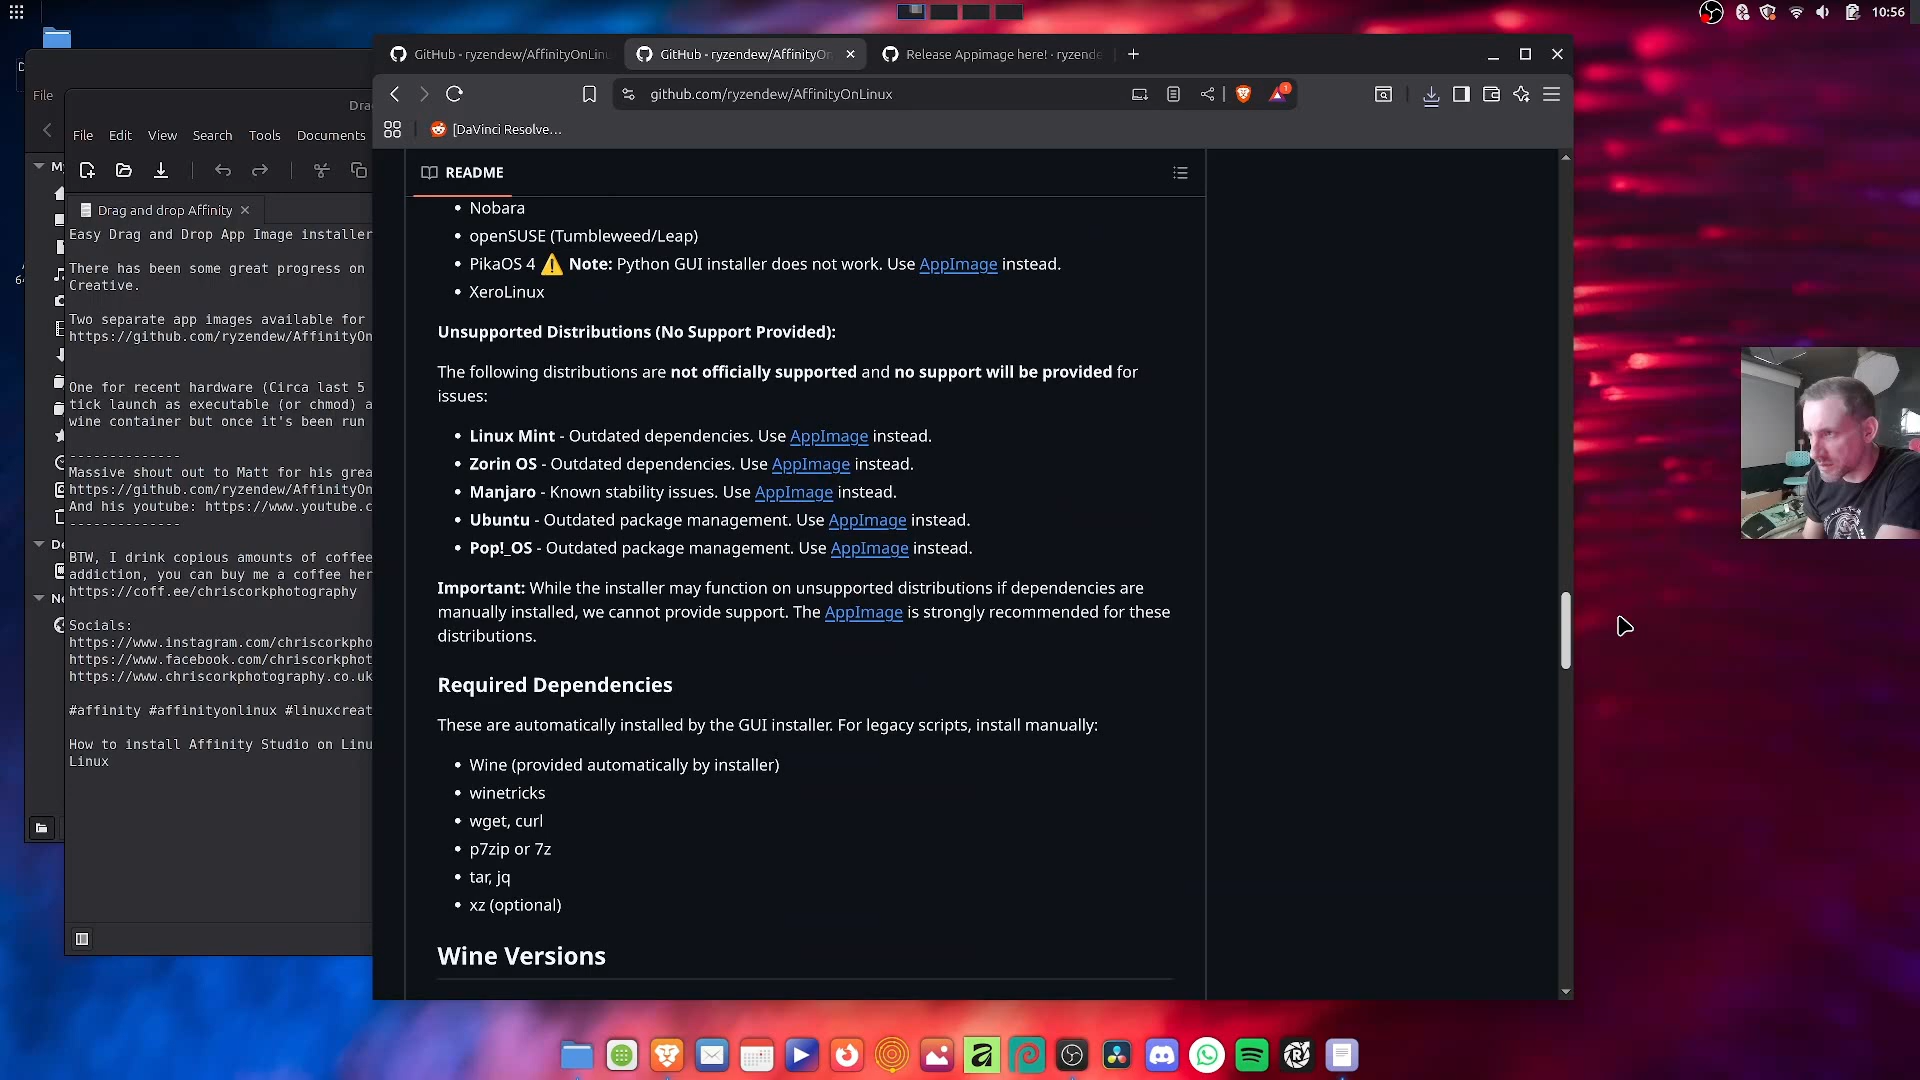 10:56
GitHub - ryzendew/AffinityOnLinu
GitHub - ryzendew/AffinityOn
Release Appimage here! · ryzende
github.com/ryzendew/AffinityOnLinux
1
[DaVinci Resolve…
File
Drag
File Edit View Search Tools Documents
My
De
Ne
Drag and drop Affinity
Easy Drag and Drop App Image installer
There has been some great progress on
Creative.
Two separate app images available for
https://github.com/ryzendew/AffinityOn
One for recent hardware (Circa last 5
tick launch as executable (or chmod) a
wine container but once it's been run
--------------
Massive shout out to Matt for his grea
https://github.com/ryzendew/AffinityOn
And his youtube: https://www.youtube.c
--------------
BTW, I drink copious amounts of coffee
addiction, you can buy me a coffee her
https://coff.ee/chriscorkphotography
Socials:
https://www.instagram.com/chriscorkpho
https://www.facebook.com/chriscorkphot
https://www.chriscorkphotography.co.uk
#affinity #affinityonlinux #linuxcreat
How to install Affinity Studio on Linu
Linux
README
• Nobara
• openSUSE (Tumbleweed/Leap)
• PikaOS 4 ⚠️ Note: Python GUI installer does not work. Use AppImage instead.
• XeroLinux
Unsupported Distributions (No Support Provided):
The following distributions are not officially supported and no support will be provided for
issues:
• Linux Mint - Outdated dependencies. Use AppImage instead.
• Zorin OS - Outdated dependencies. Use AppImage instead.
• Manjaro - Known stability issues. Use AppImage instead.
• Ubuntu - Outdated package management. Use AppImage instead.
• Pop!_OS - Outdated package management. Use AppImage instead.
Important: While the installer may function on unsupported distributions if dependencies are
manually installed, we cannot provide support. The AppImage is strongly recommended for these
distributions.
Required Dependencies
These are automatically installed by the GUI installer. For legacy scripts, install manually:
• Wine (provided automatically by installer)
• winetricks
• wget, curl
• p7zip or 7z
• tar, jq
• xz (optional)
Wine Versions